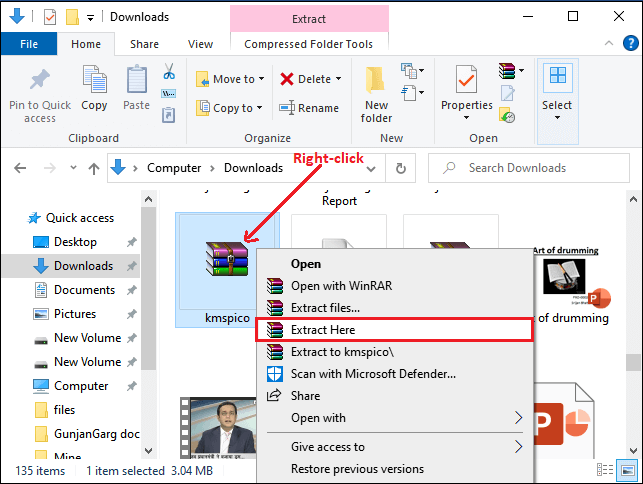 Downloads
Extract
File Home Share View Compressed Folder Tools
Pin to Quick access
Copy
Paste
Move to
Copy to
Delete
Rename
New folder
Properties
Select
Clipboard Organize New Open
Computer Downloads
Search Downloads
Right-click
Report
Quick access
Desktop
Downloads
Documents
Pictures
New Volume
New Volume
Computer
files
GunjanGarg doc
Mine
kmspico
Open
Open with WinRAR
Extract files...
Extract Here
Extract to kmspico\
Scan with Microsoft Defender...
Share
Open with
Give access to
Restore previous versions
Art of drumming
of drumming
135 items 1 item selected 3.04 MB